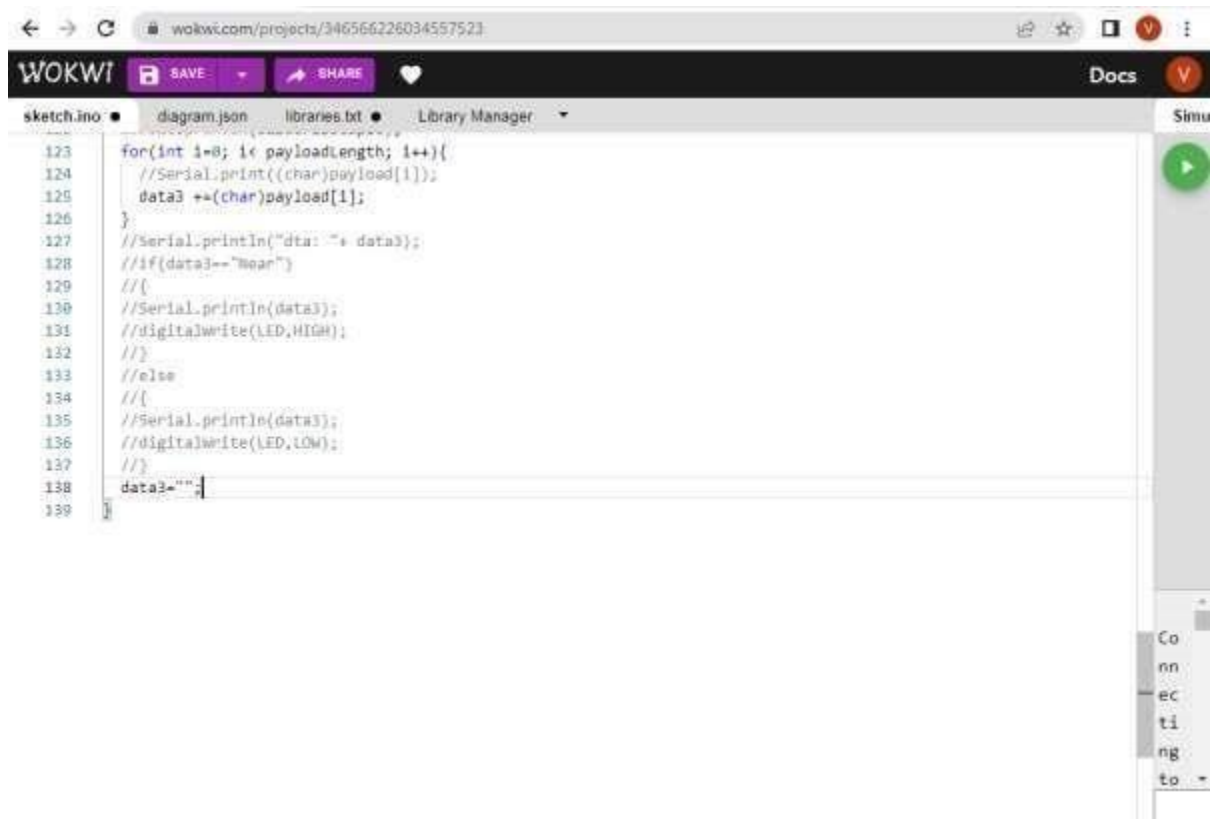 wokwi.com/projects/346566226034557523
V
WOKWI SAVE SHARE Docs V
sketch.ino ● diagram.json libraries.txt ● Library Manager Simu
123 for(int i=0; i< payloadLength; i++){
124 //Serial.print((char)payload[i]);
125 data3 +=(char)payload[i];
126 }
127 //Serial.println("dta: "+ data3);
128 //if(data3=="Near")
129 //{
130 //Serial.println(data3);
131 //digitalWrite(LED,HIGH);
132 //}
133 //else
134 //{
135 //Serial.println(data3);
136 //digitalWrite(LED,LOW);
137 //}
138 data3="";
139 }
Co
nn
ec
ti
ng
to